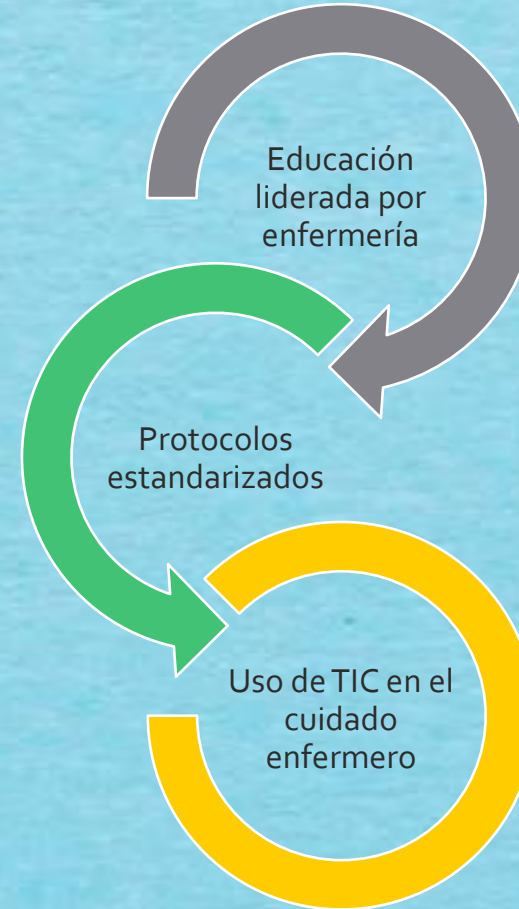 Educación
liderada por
enfermería
Protocolos
estandarizados
Uso de TIC en el
cuidado
enfermero